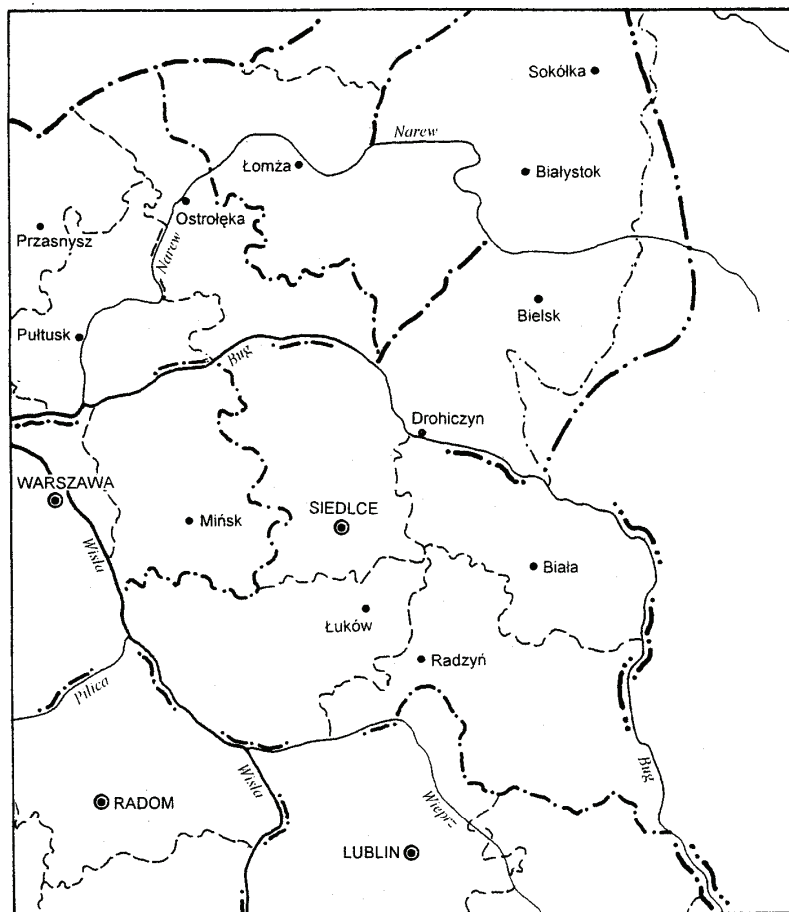 Sokółka
Narew
Łomża
Białystok
Ostrołęka
Przasnysz
Narew
Bielsk
Pułtusk
Bug
Drohiczyn
WARSZAWA
SIEDLCE
Mińsk
Wisła
Biała
Łuków
Radzyń
Pilica
Bug
Wisła
RADOM
Wieprz
LUBLIN